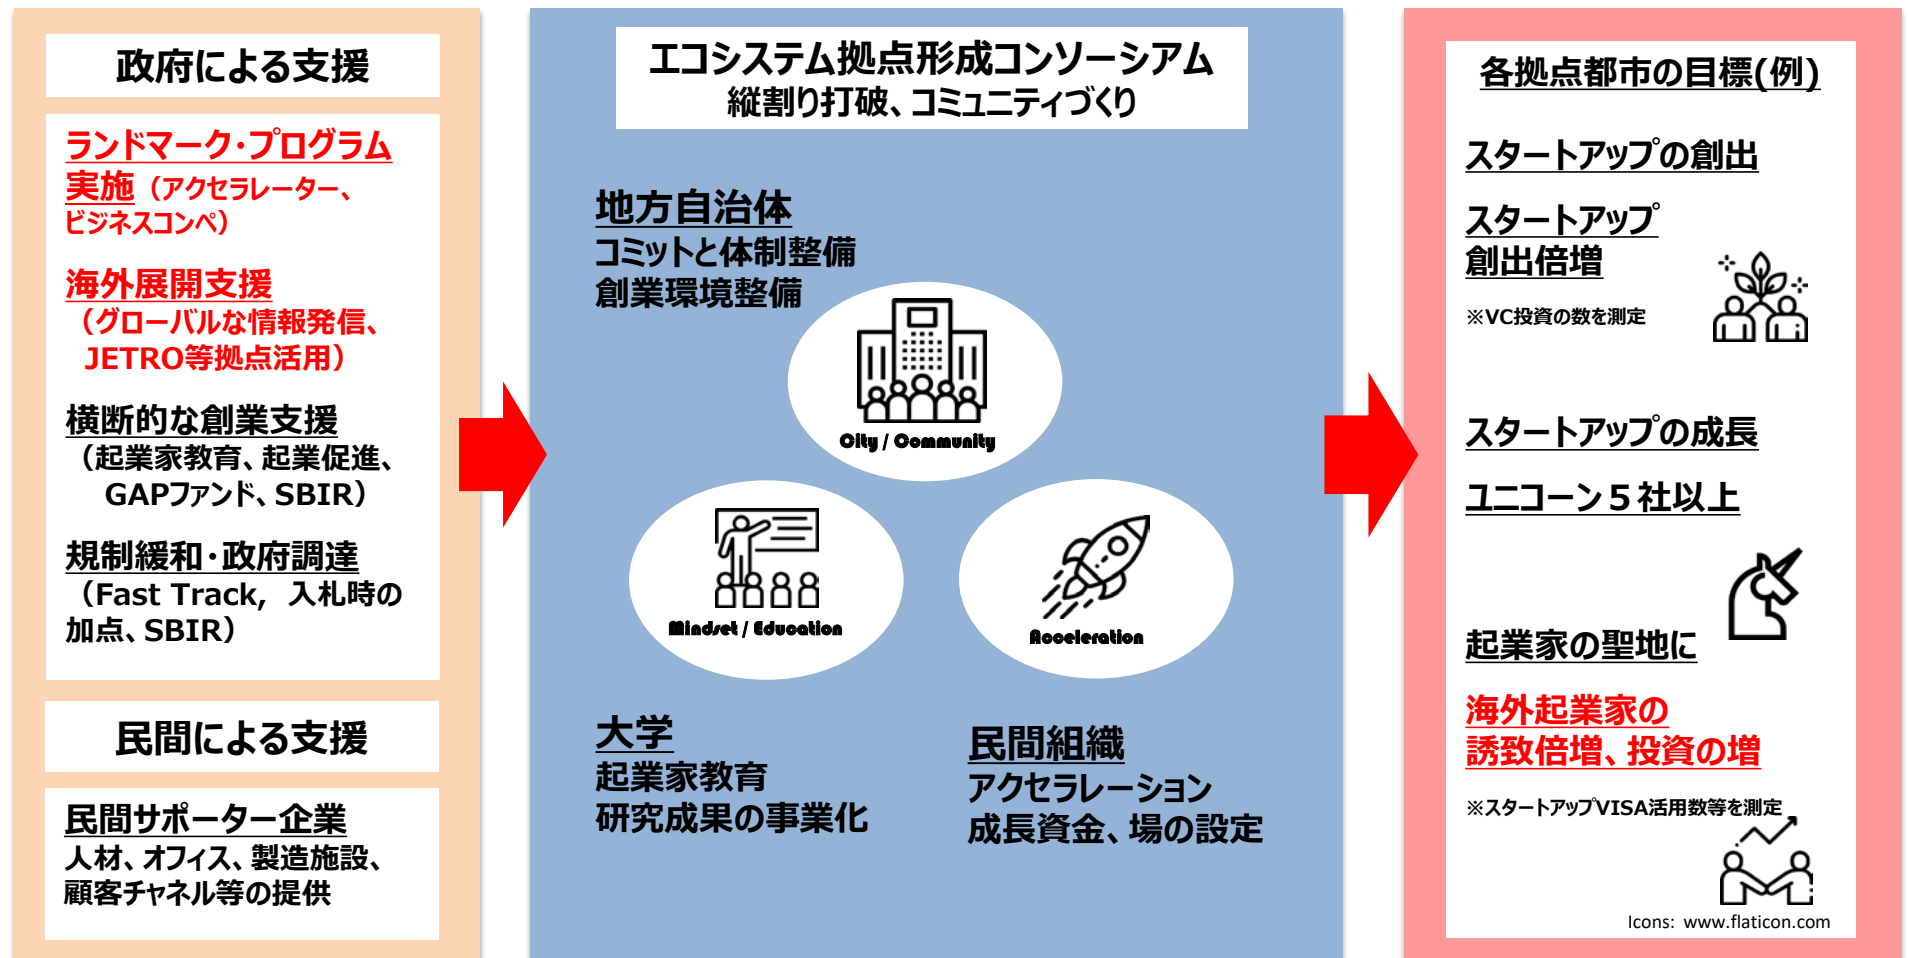 政府による支援
ランドマーク・プログラム
実施（アクセラレーター、
ビジネスコンペ）
海外展開支援
（グローバルな情報発信、
JETRO等拠点活用）
横断的な創業支援
（起業家教育、起業促進、
GAPファンド、SBIR）
規制緩和・政府調達
（Fast Track, 入札時の
加点、SBIR）
民間による支援
民間サポーター企業
人材、オフィス、製造施設、
顧客チャネル等の提供
エコシステム拠点形成コンソーシアム
縦割り打破、コミュニティづくり
地方自治体
コミットと体制整備
創業環境整備
City / Community
Mindset / Education
Acceleration
大学
起業家教育
研究成果の事業化
民間組織
アクセラレーション
成長資金、場の設定
各拠点都市の目標(例)
スタートアップの創出
スタートアップ
創出倍増
※VC投資の数を測定
スタートアップの成長
ユニコーン５社以上
起業家の聖地に
海外起業家の
誘致倍増、投資の増
※スタートアップVISA活用数等を測定
Icons: www.flaticon.com